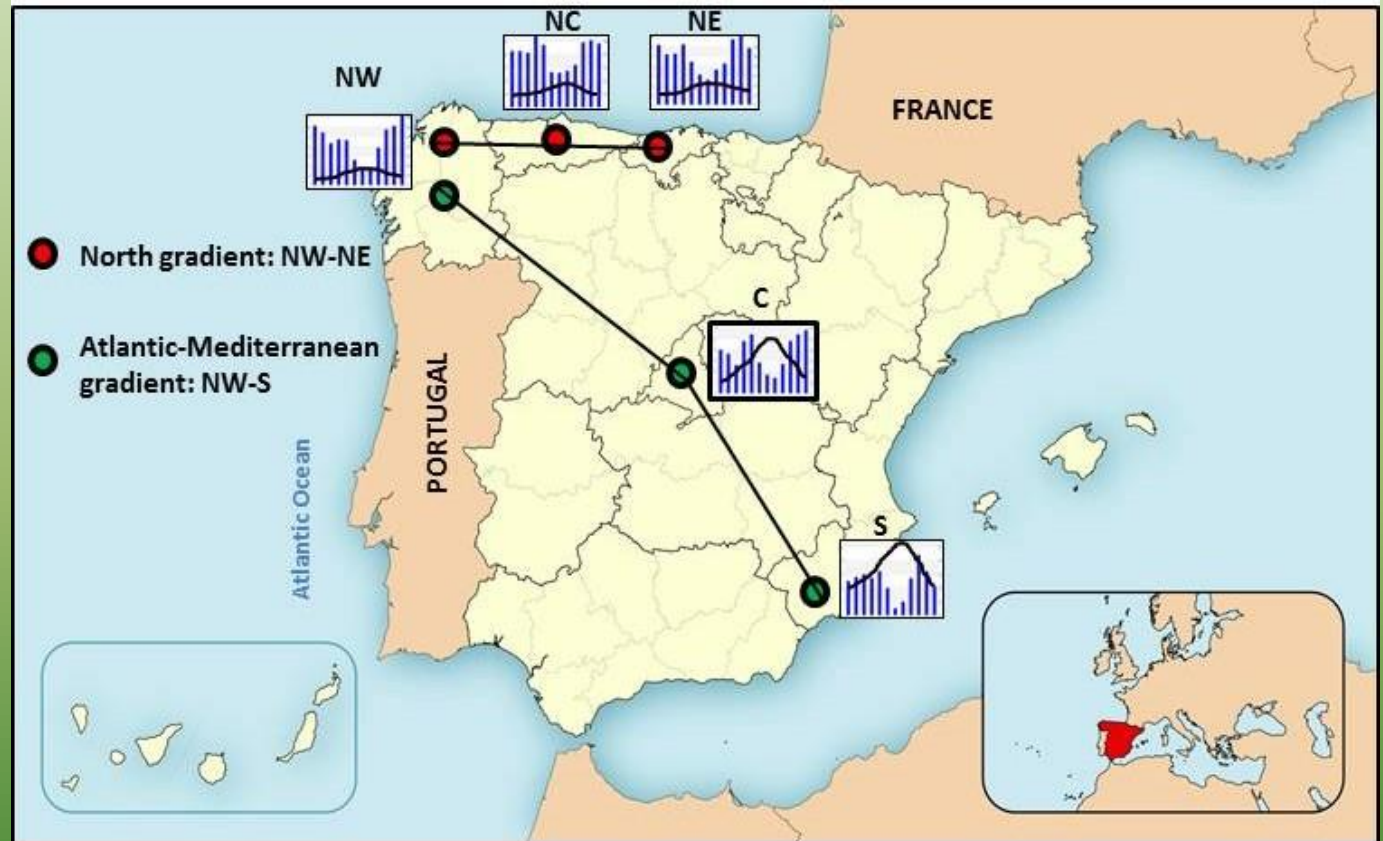 NC
NE
NW
FRANCE
North gradient: NW-NE
C
Atlantic-Mediterranean
gradient: NW-S
PORTUGAL
Atlantic Ocean
S